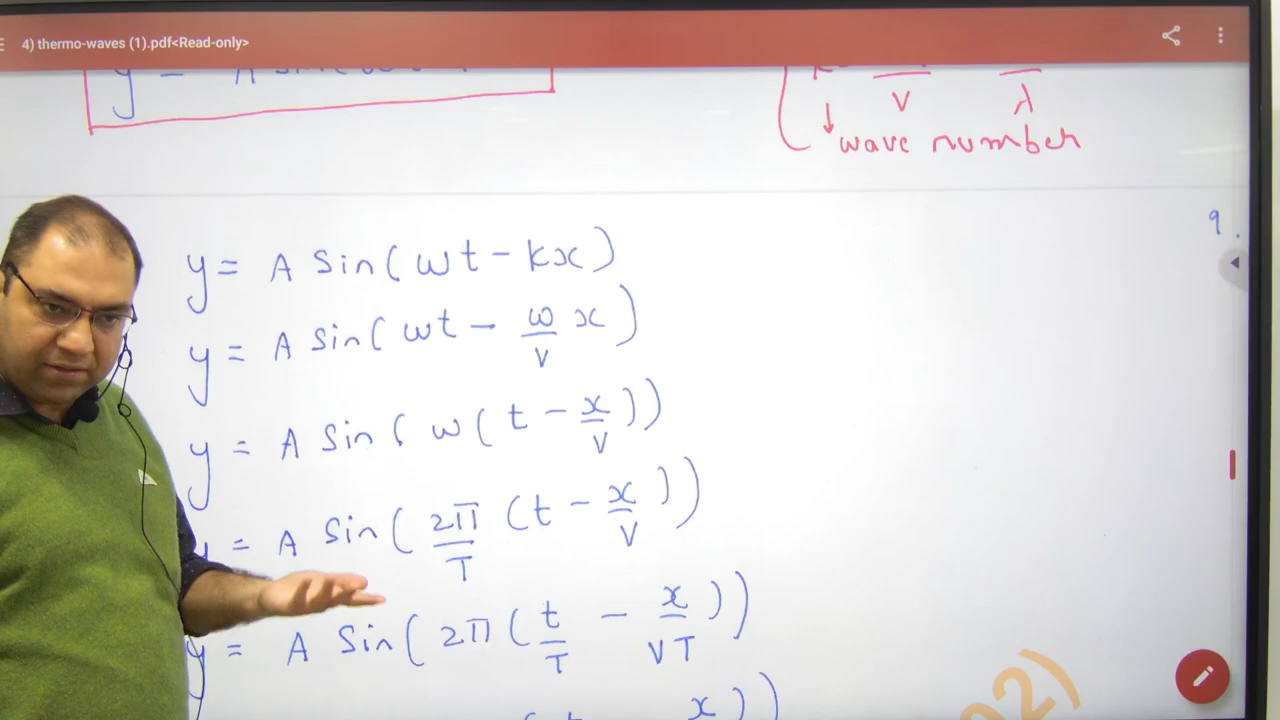 4) thermo-waves (1).pdf<Read-only>
v λ
↓ wave number
9.
y = A Sin(ωt - kx)
y = A Sin(ωt - ω/v x)
y = A Sin(ω(t - x/v))
y = A Sin(2π/T (t - x/v))
y = A Sin(2π(t/T - x/vT))
x))
02)